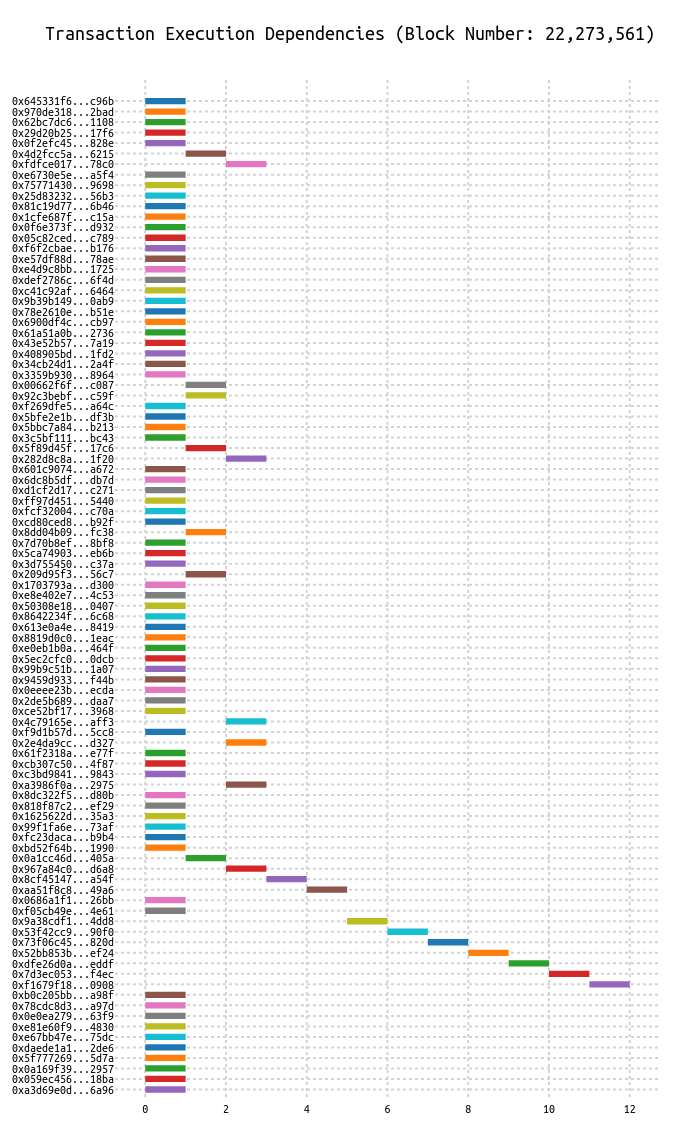 Transaction Execution Dependencies (Block Number: 22,273,561)
0x645331f6...c96b
0x970de318...2bad
0x62bc7dc6...1108
0x29d20b25...17f6
0x0f2efc45...828e
0x4d2fcc5a...6215
0xfdfce017...78c0
0xe6730e5e...a5f4
0x75771430...9698
0x25d83232...56b3
0x81c19d77...6b46
0x1cfe687f...c15a
0x0f6e373f...d932
0x05c82ced...c789
0xf6f2cbae...b176
0xe57df88d...78ae
0xe4d9c8bb...1725
0xdef2786c...6f4d
0xc41c92af...6464
0x9b39b149...0ab9
0x78e2610e...b51e
0x6900df4c...cb97
0x61a51a0b...2736
0x43e52b57...7a19
0x408905bd...1fd2
0x34cb24d1...2a4f
0x3359b930...8964
0x00662f6f...c087
0x92c3bebf...c59f
0xf269dfe5...a64c
0x5bfe2e1b...df3b
0x5bbc7a84...b213
0x3c5bf111...bc43
0x5f89d45f...17c6
0x282d8c8a...1f20
0x601c9074...a672
0x6dc8b5df...db7d
0xd1cf2d17...c271
0xff97d451...5440
0xfcf32004...c70a
0xcd80ced8...b92f
0x8dd04b09...fc38
0x7d70b8ef...8bf8
0x5ca74903...eb6b
0x3d755450...c37a
0x209d95f3...56c7
0x1703793a...d300
0xe8e402e7...4c53
0x50308e18...0407
0x8642234f...6c68
0x613e0a4e...8419
0x8819d0c0...1eac
0xe0eb1b0a...464f
0x5ec2cfc0...0dcb
0x99b9c51b...1a07
0x9459d933...f44b
0x0eeee23b...ecda
0x2de5b689...daa7
0xce52bf17...3968
0x4c79165e...aff3
0xf9d1b57d...5cc8
0x2e4da9cc...d327
0x61f2318a...e77f
0xcb307c50...4f87
0xc3bd9841...9843
0xa3986f0a...2975
0x8dc322f5...d80b
0x818f87c2...ef29
0x1625622d...35a3
0x99f1fa6e...73af
0xfc23daca...b9b4
0xbd52f64b...1990
0x0a1cc46d...405a
0x967a84c0...d6a8
0x8cf45147...a54f
0xaa51f8c8...49a6
0x0686a1f1...26bb
0xf05cb49e...4e61
0x9a38cdf1...4dd8
0x53f42cc9...90f0
0x73f06c45...820d
0x52bb853b...ef24
0xdfe26d0a...eddf
0x7d3ec053...f4ec
0xf1679f18...0908
0xb0c205bb...a98f
0x78cdc8d3...a97d
0x0e0ea279...63f9
0xe81e60f9...4830
0xe67bb47e...75dc
0xdaede1a1...2de6
0x5f777269...5d7a
0x0a169f39...2957
0x059ec456...18ba
0xa3d69e0d...6a96
0 2 4 6 8 10 12